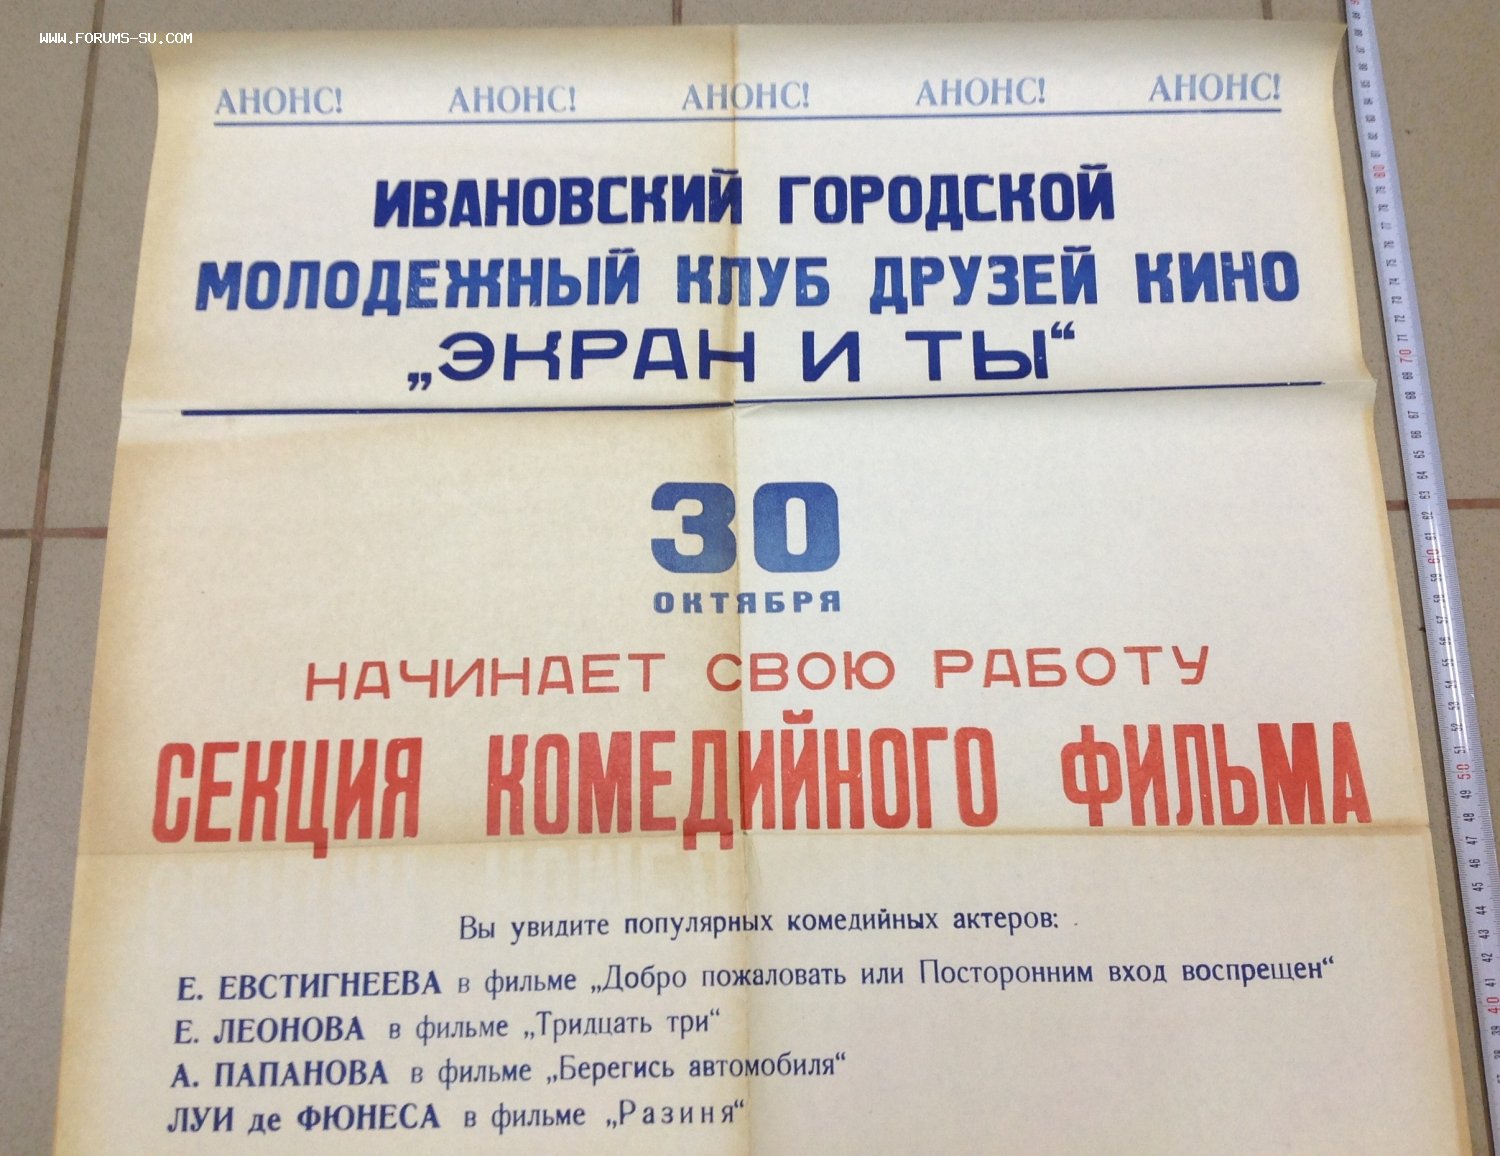 WWW.FORUMS-SU.COM
АНОНС! АНОНС! АНОНС! АНОНС! АНОНС!
ИВАНОВСКИЙ ГОРОДСКОЙ
МОЛОДЕЖНЫЙ КЛУБ ДРУЗЕЙ КИНО
„ЭКРАН И ТЫ“
30
ОКТЯБРЯ
НАЧИНАЕТ СВОЮ РАБОТУ
СЕКЦИЯ КОМЕДИЙНОГО ФИЛЬМА
Вы увидите популярных комедийных актеров:
Е. ЕВСТИГНЕЕВА в фильме „Добро пожаловать или Посторонним вход воспрещен“
Е. ЛЕОНОВА в фильме „Тридцать три“
А. ПАПАНОВА в фильме „Берегись автомобиля“
ЛУИ де ФЮНЕСА в фильме „Разиня“